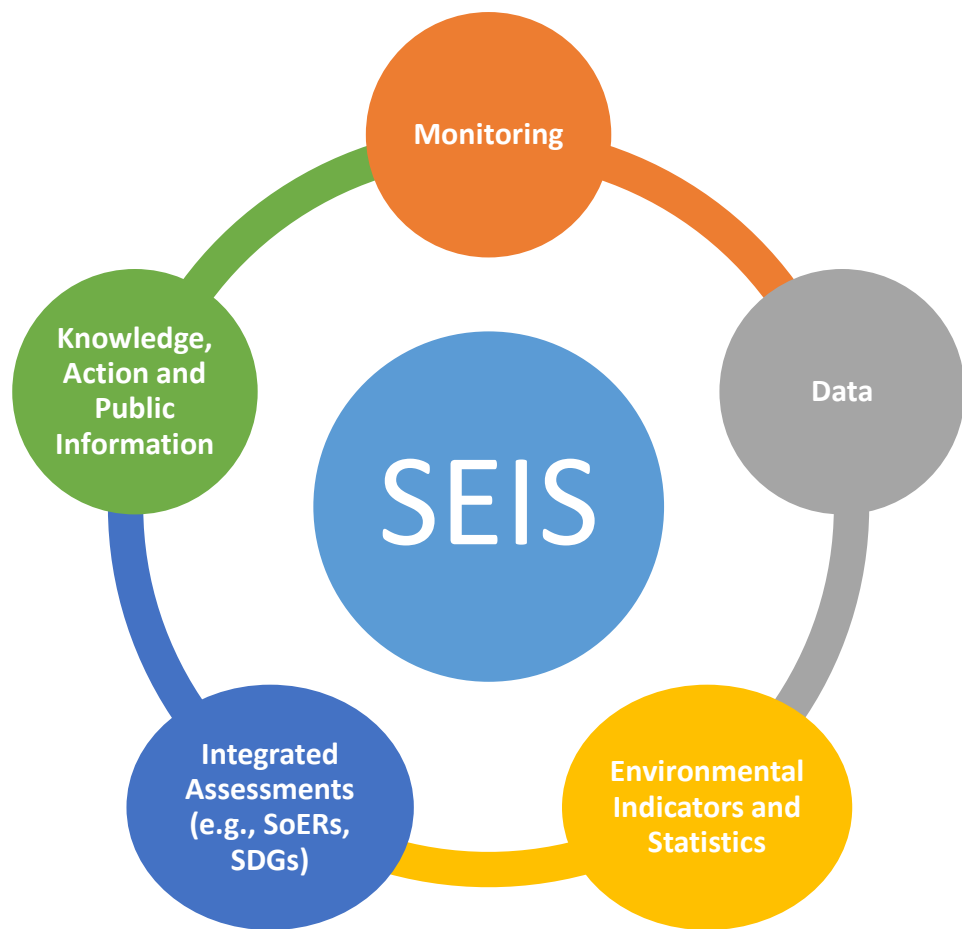 Monitoring
Data
Environmental
Indicators and
Statistics
Integrated
Assessments
(e.g., SoERs,
SDGs)
Knowledge,
Action and
Public
Information
SEIS